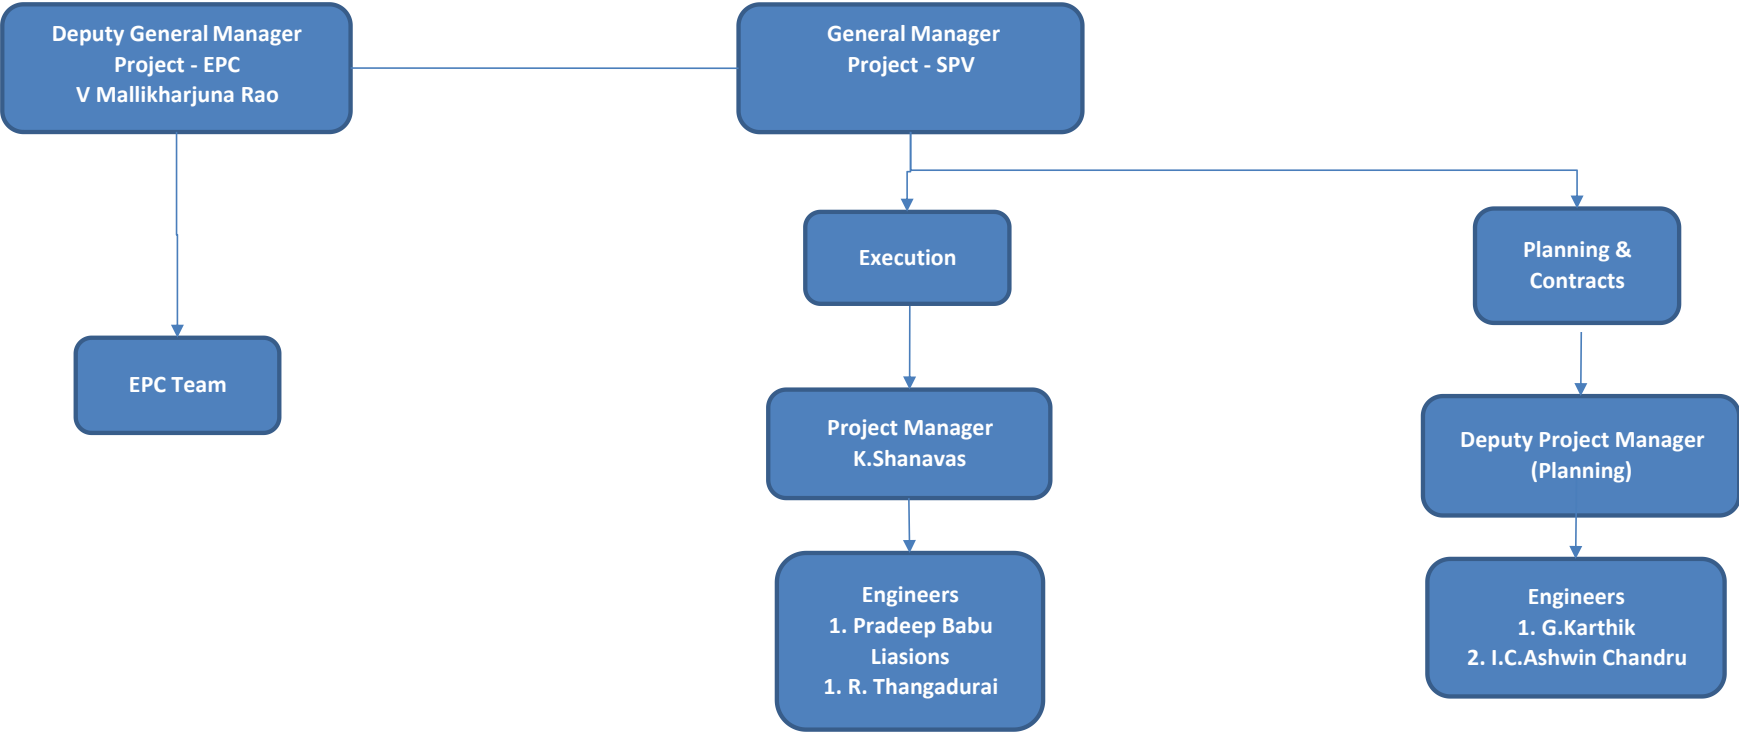 Deputy General Manager
Project - EPC
V Mallikharjuna Rao
General Manager
Project - SPV
Execution
Planning &
Contracts
EPC Team
Project Manager
K.Shanavas
Deputy Project Manager
(Planning)
Engineers
1. Pradeep Babu
Liasions
1. R. Thangadurai
Engineers
1. G.Karthik
2. I.C.Ashwin Chandru